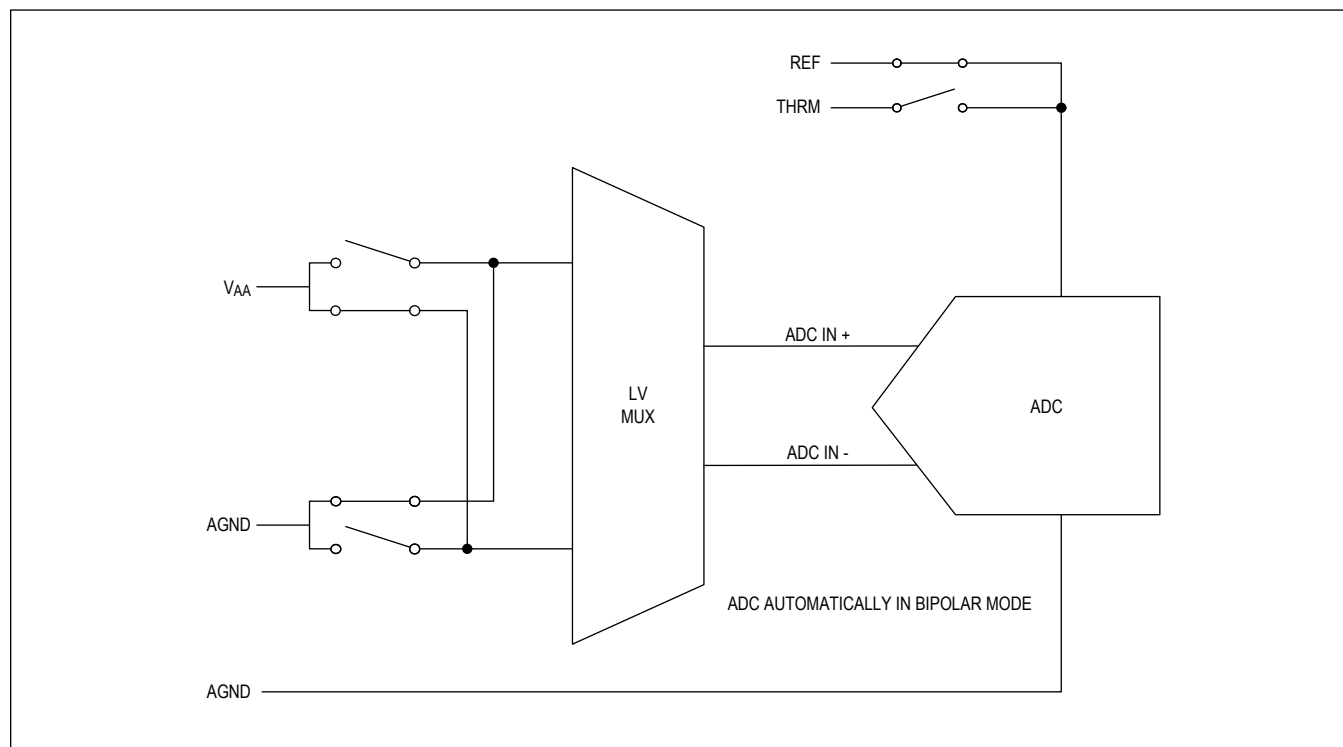 REF
THRM
VAA
ADC IN +
LV
MUX
ADC
ADC IN -
AGND
ADC AUTOMATICALLY IN BIPOLAR MODE
AGND